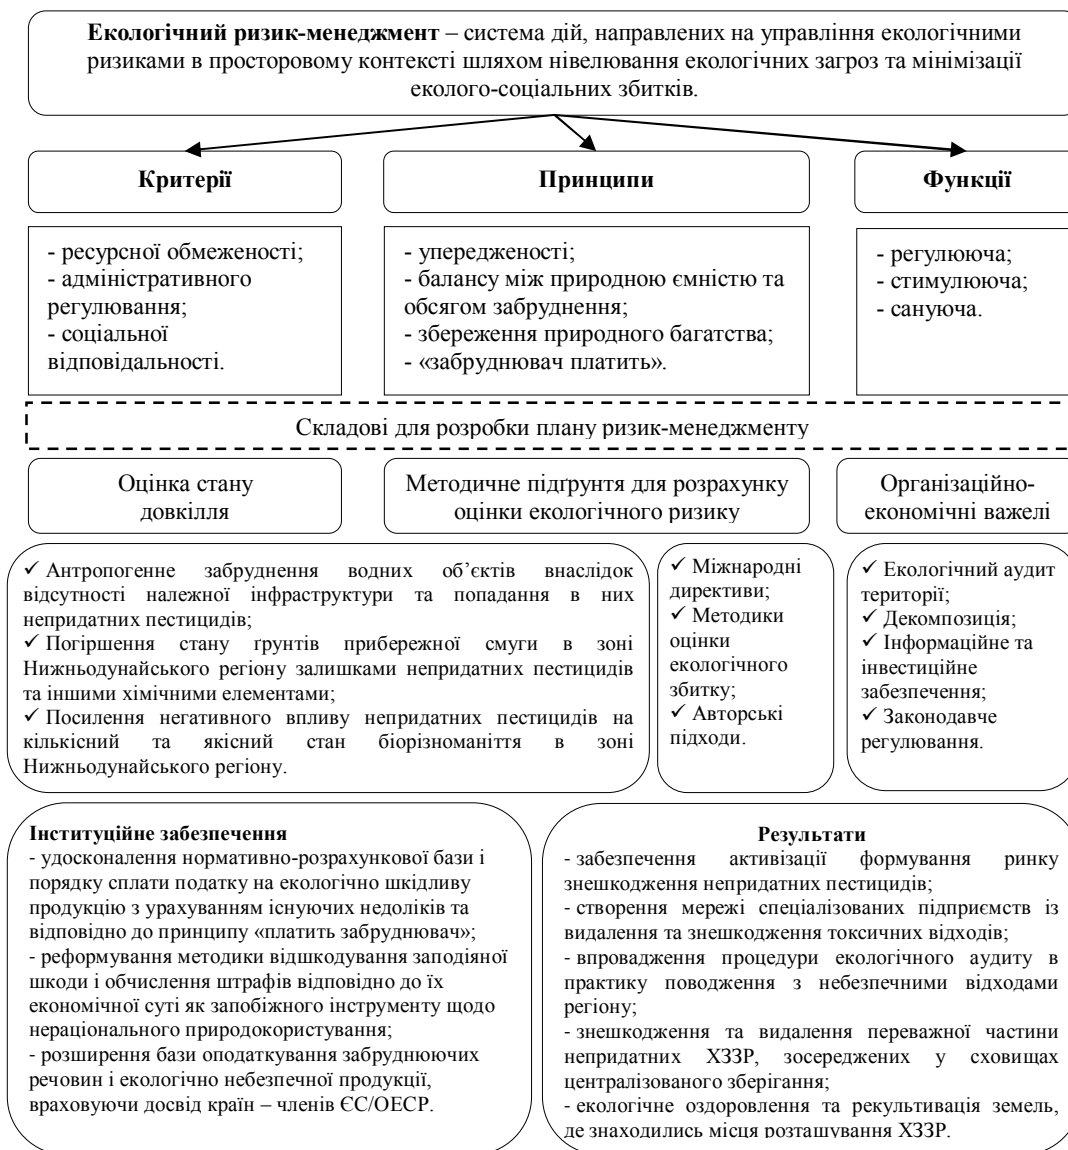 Екологічний ризик-менеджмент – система дій, направлених на управління екологічними
ризиками в просторовому контексті шляхом нівелювання екологічних загроз та мінімізації
еколого-соціальних збитків.
Критерії
Принципи
Функції
- ресурсної обмеженості;
- адміністративного
регулювання;
- соціальної
відповідальності.
- упередженості;
- балансу між природною ємністю та
обсягом забруднення;
- збереження природного багатства;
- «забруднювач платить».
- регулююча;
- стимулююча;
- сануюча.
Складові для розробки плану ризик-менеджменту
Оцінка стану
довкілля
Методичне підґрунтя для розрахунку
оцінки екологічного ризику
Організаційно-
економічні важелі
✓ Антропогенне забруднення водних об’єктів внаслідок
відсутності належної інфраструктури та попадання в них
непридатних пестицидів;
✓ Погіршення стану ґрунтів прибережної смуги в зоні
Нижньодунайського регіону залишками непридатних пестицидів
та іншими хімічними елементами;
✓ Посилення негативного впливу непридатних пестицидів на
кількісний та якісний стан біорізноманіття в зоні
Нижньодунайського регіону.
✓ Міжнародні
директиви;
✓ Методики
оцінки
екологічного
збитку;
✓ Авторські
підходи.
✓ Екологічний аудит
території;
✓ Декомпозиція;
✓ Інформаційне та
інвестиційне
забезпечення;
✓ Законодавче
регулювання.
Інституційне забезпечення
- удосконалення нормативно-розрахункової бази і
порядку сплати податку на екологічно шкідливу
продукцію з урахуванням існуючих недоліків та
відповідно до принципу «платить забруднювач»;
- реформування методики відшкодування заподіяної
шкоди і обчислення штрафів відповідно до їх
економічної суті як запобіжного інструменту щодо
нераціонального природокористування;
- розширення бази оподаткування забруднюючих
речовин і екологічно небезпечної продукції,
враховуючи досвід країн – членів ЄС/ОЕСР.
Результати
- забезпечення активізації формування ринку
знешкодження непридатних пестицидів;
- створення мережі спеціалізованих підприємств із
видалення та знешкодження токсичних відходів;
- впровадження процедури екологічного аудиту в
практику поводження з небезпечними відходами
регіону;
- знешкодження та видалення переважної частини
непридатних ХЗЗР, зосереджених у сховищах
централізованого зберігання;
- екологічне оздоровлення та рекультивація земель,
де знаходились місця розташування ХЗЗР.